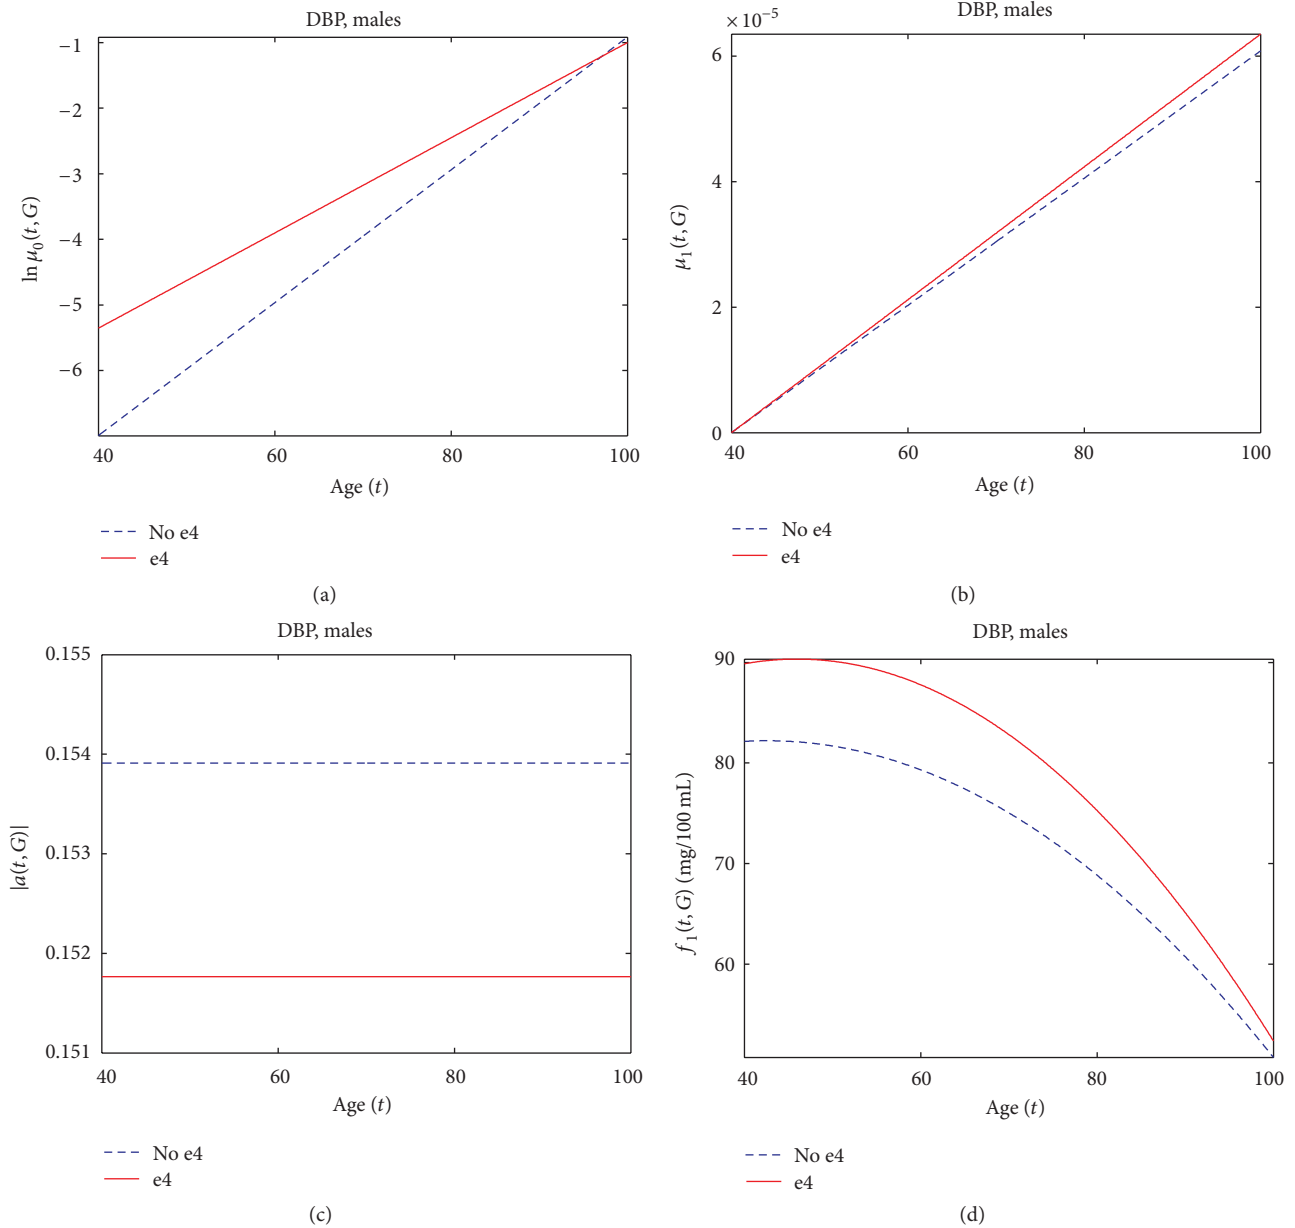 DBP, males
−1
−2
−3
−4
−5
−6
ln μ₀(t, G)
40 60 80 100
Age (t)
No e4
e4
(a)
DBP, males
×10⁻⁵
6
4
2
0
μ₁(t, G)
40 60 80 100
Age (t)
No e4
e4
(b)
DBP, males
0.155
0.154
0.153
0.152
0.151
|a(t, G)|
40 60 80 100
Age (t)
No e4
e4
(c)
DBP, males
90
80
70
60
f₁(t, G) (mg/100 mL)
40 60 80 100
Age (t)
No e4
e4
(d)